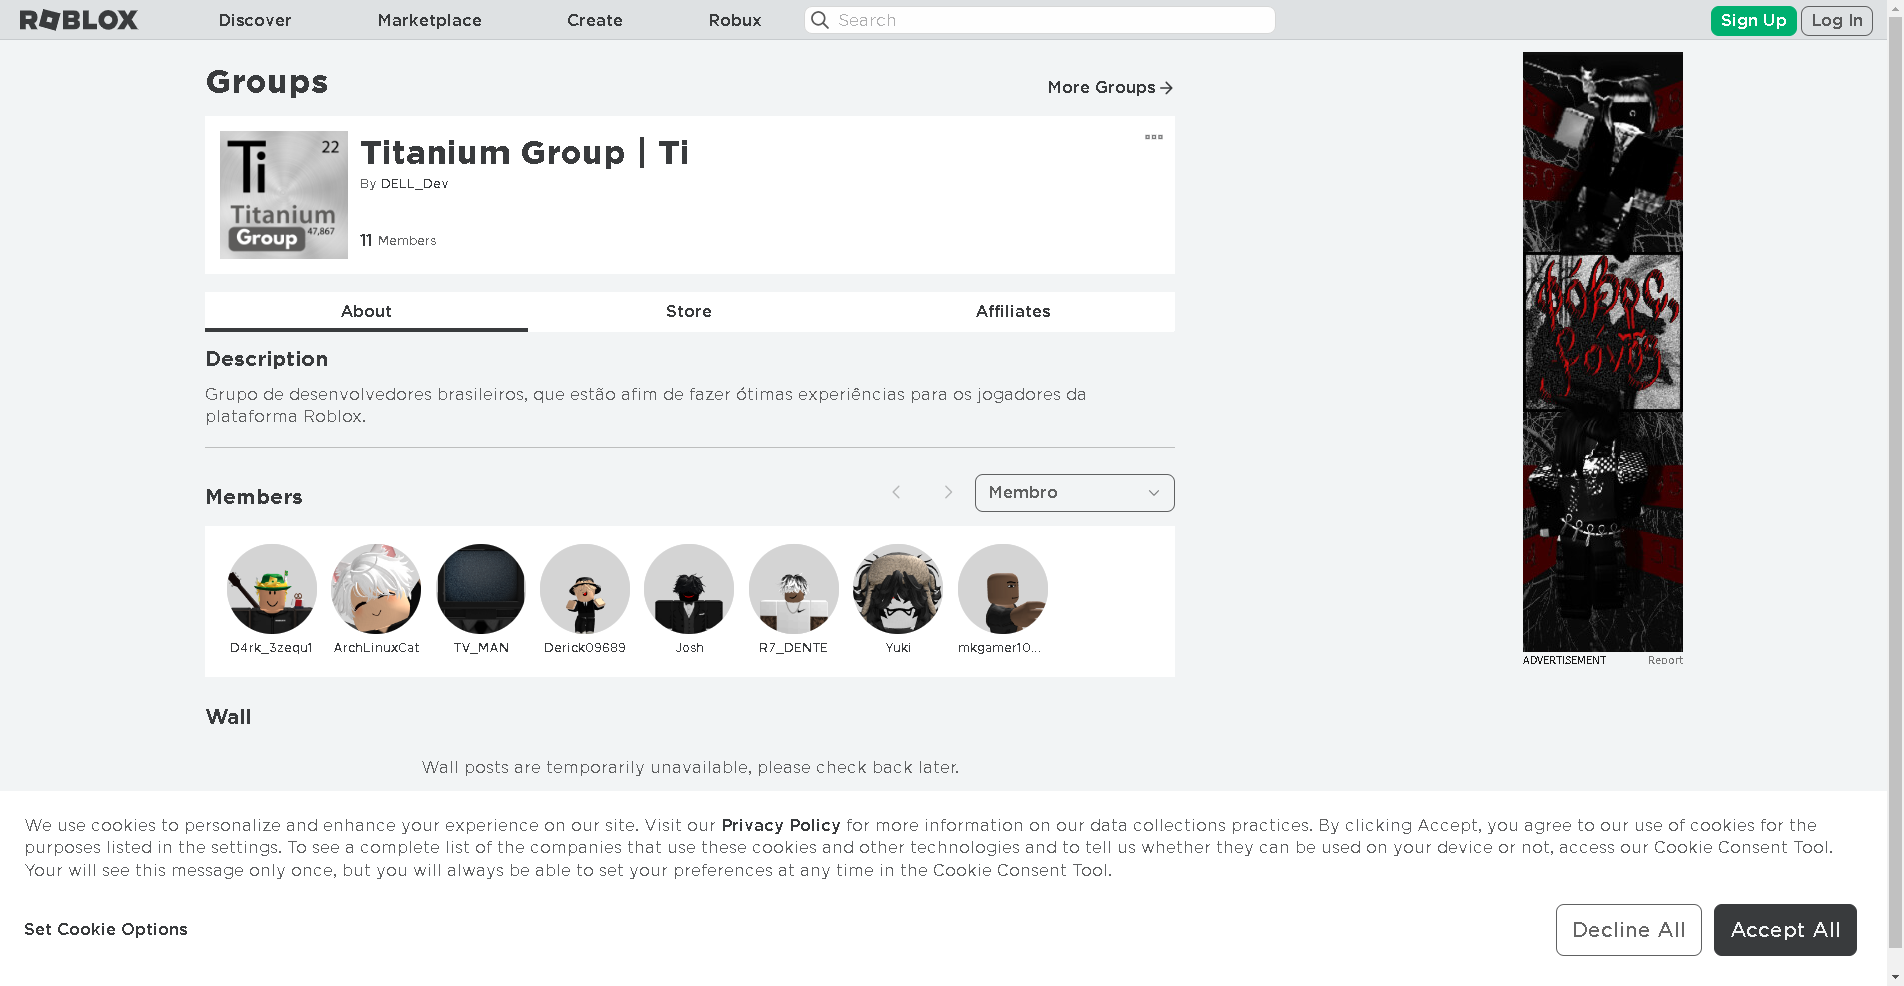 ROBLOX Discover Marketplace Create Robux Search Sign Up Log In
Groups
More Groups
Ti 22
Titanium
47,867
Group
Titanium Group | Ti
By DELL_Dev
11 Members
About Store Affiliates
Description
Grupo de desenvolvedores brasileiros, que estão afim de fazer ótimas experiências para os jogadores da
plataforma Roblox.
Members
Membro
D4rk_3zequ1 ArchLinuxCat TV_MAN Derick09689 Josh R7_DENTE Yuki mkgamer10...
ADVERTISEMENT Report
Wall
Wall posts are temporarily unavailable, please check back later.
We use cookies to personalize and enhance your experience on our site. Visit our Privacy Policy for more information on our data collections practices. By clicking Accept, you agree to our use of cookies for the
purposes listed in the settings. To see a complete list of the companies that use these cookies and other technologies and to tell us whether they can be used on your device or not, access our Cookie Consent Tool.
Your will see this message only once, but you will always be able to set your preferences at any time in the Cookie Consent Tool.
Set Cookie Options
Decline All Accept All